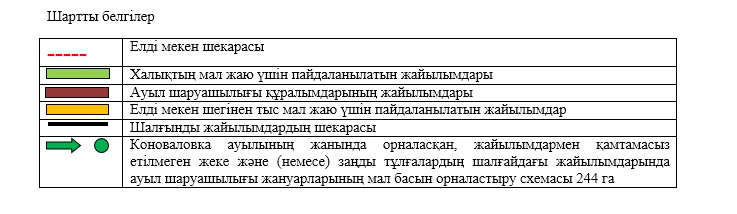 Шартты белгілер
Елді мекен шекарасы
Халықтың мал жаю үшін пайдаланылатын жайылымдары
Ауыл шаруашылығы құралымдарының жайылымдары
Елді мекен шегінен тыс мал жаю үшін пайдаланылатын жайылымдар
Шалғынды жайылымдардың шекарасы
Коноваловка ауылының жанында орналасқан, жайылымдармен қамтамасыз
етілмеген жеке және (немесе) заңды тұлғалардың шалғайдағы жайылымдарында
ауыл шаруашылығы жануарларының мал басын орналастыру схемасы 244 га